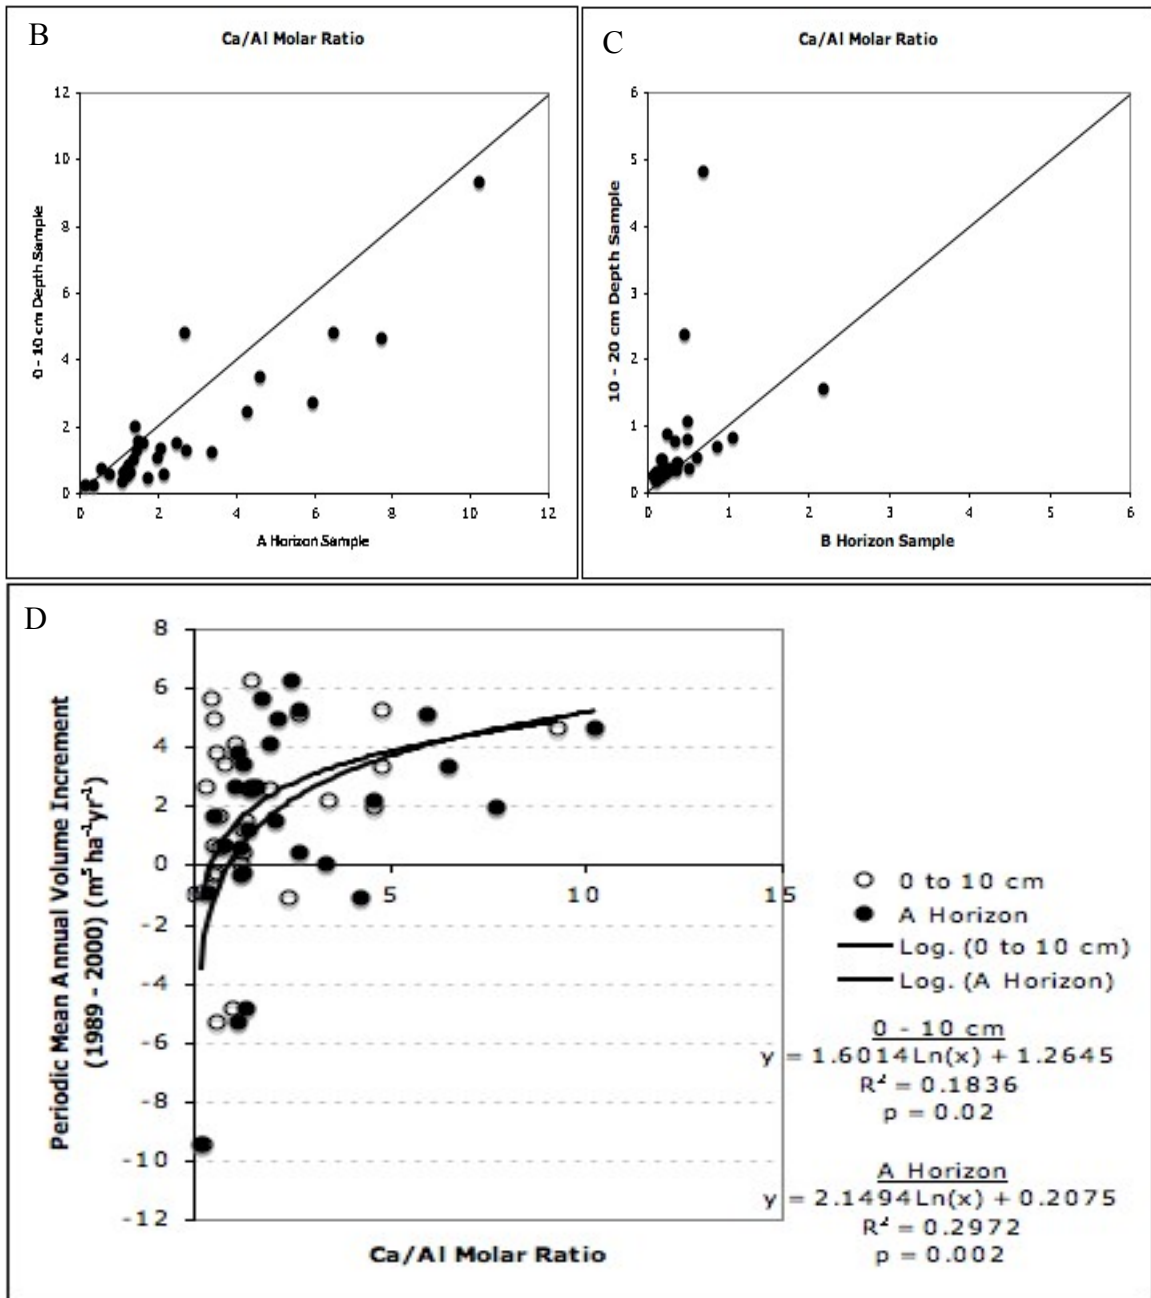 B
Ca/Al Molar Ratio
12
10
8
6
4
2
0
0 - 10 cm Depth Sample
0 2 4 6 8 10 12
A Horizon Sample
C
Ca/Al Molar Ratio
6
5
4
3
2
1
0
10 - 20 cm Depth Sample
0 1 2 3 4 5 6
B Horizon Sample
D
8
6
4
2
0
-2
-4
-6
-8
-10
-12
Periodic Mean Annual Volume Increment
(1989 - 2000) (m³ ha⁻¹yr⁻¹)
0 5 10 15
Ca/Al Molar Ratio
0 to 10 cm
A Horizon
Log. (0 to 10 cm)
Log. (A Horizon)
0 - 10 cm
y = 1.6014Ln(x) + 1.2645
R² = 0.1836
p = 0.02
A Horizon
y = 2.1494Ln(x) + 0.2075
R² = 0.2972
p = 0.002